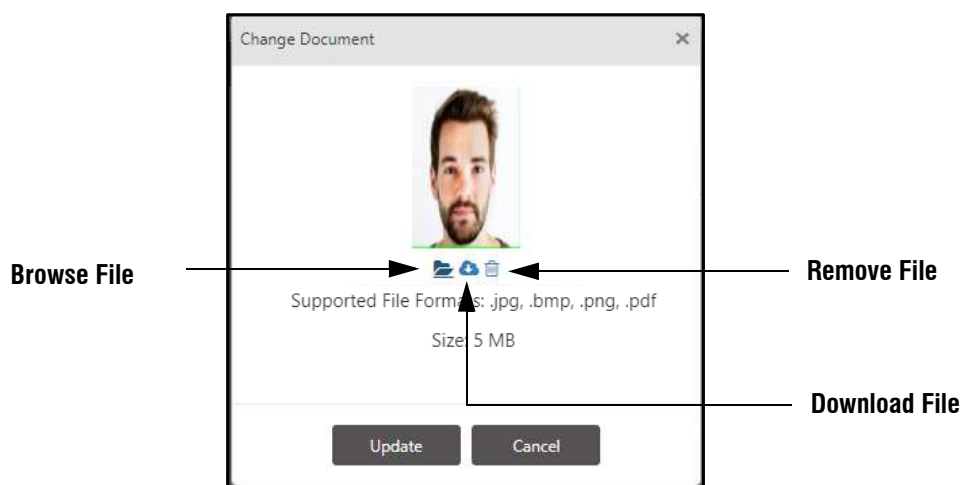 Change Document
Browse File
Remove File
Supported File Formats: .jpg, .bmp, .png, .pdf
Size: 5 MB
Download File
Update
Cancel